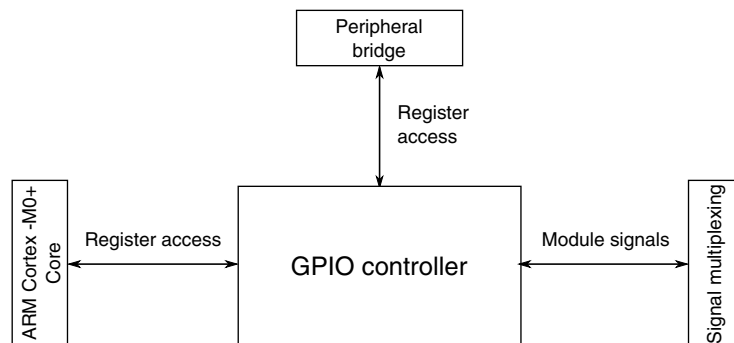 Peripheral
bridge
Register
access
ARM Cortex -M0+
Core
Register access
GPIO controller
Module signals
Signal multiplexing